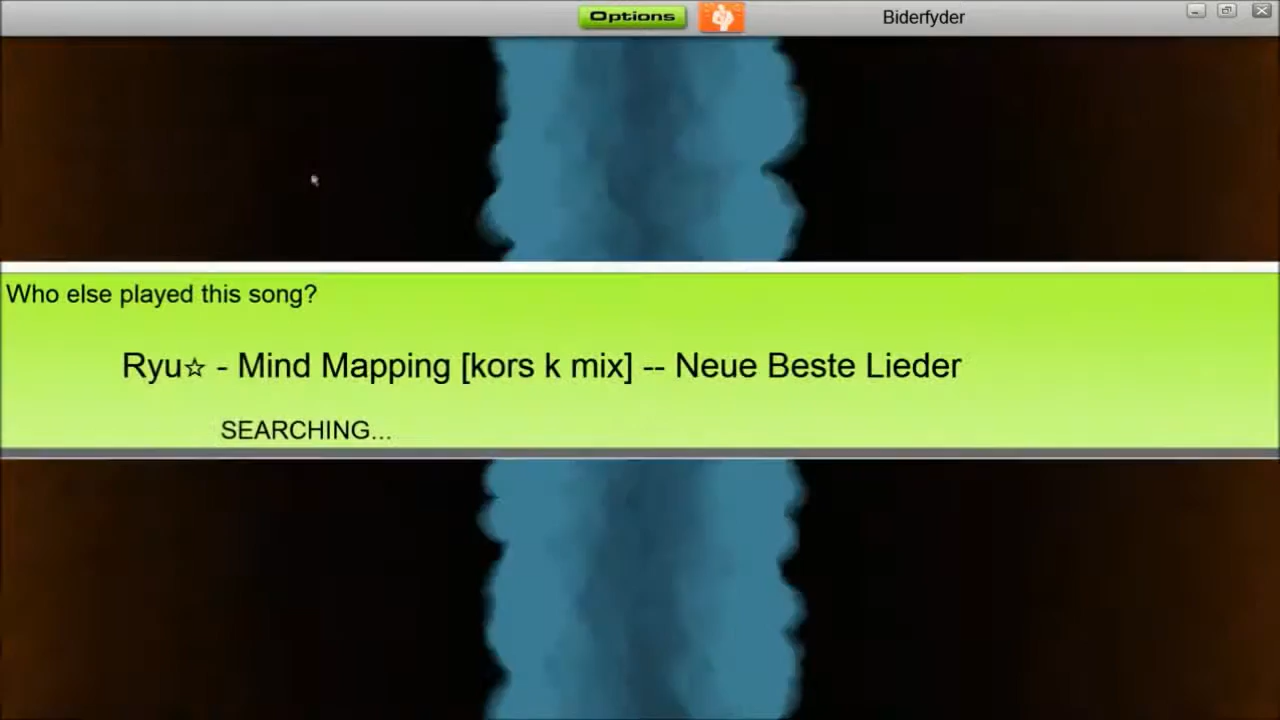 Options
Biderfyder
Who else played this song?
Ryu☆ - Mind Mapping [kors k mix] -- Neue Beste Lieder
SEARCHING...